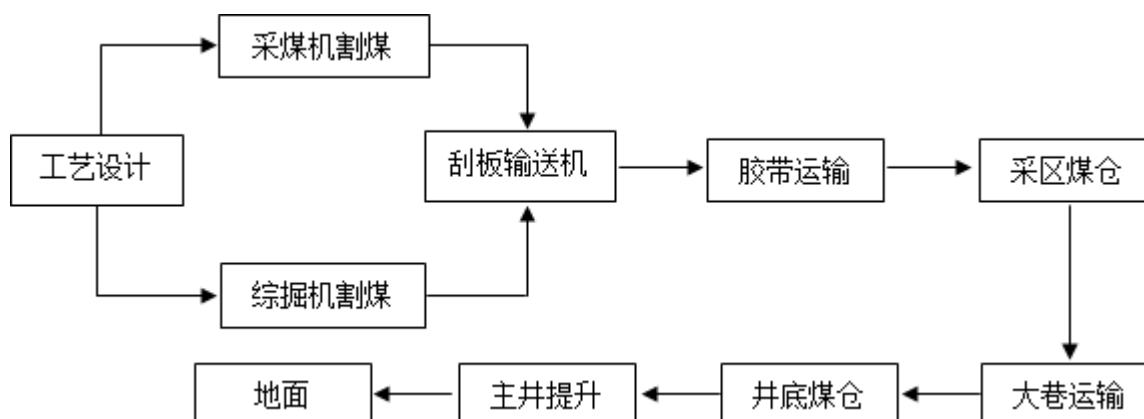 采煤机割煤
工艺设计
刮板输送机
胶带运输
采区煤仓
综掘机割煤
地面
主井提升
井底煤仓
大巷运输